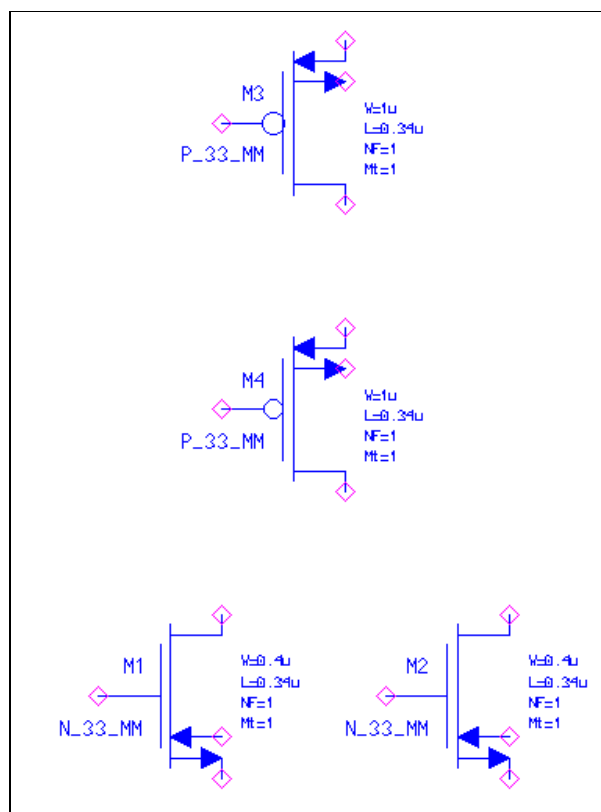 M3
P_33_MM
W=1u
L=0.34u
NF=1
Mt=1
M4
P_33_MM
W=1u
L=0.34u
NF=1
Mt=1
M1
N_33_MM
W=0.4u
L=0.34u
NF=1
Mt=1
M2
N_33_MM
W=0.4u
L=0.34u
NF=1
Mt=1